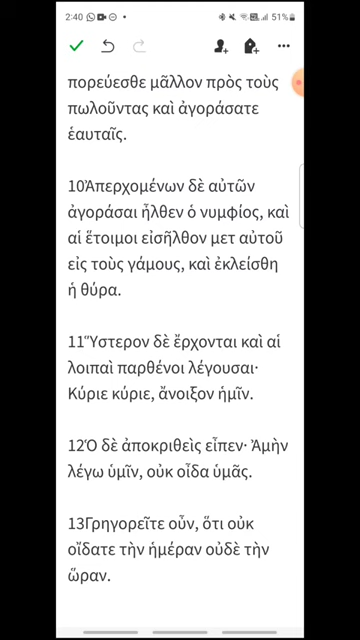 2:40
51%
πορεύεσθε μᾶλλον πρὸς τοὺς
πωλοῦντας καὶ ἀγοράσατε
ἑαυταῖς.
10Ἀπερχομένων δὲ αὐτῶν
ἀγοράσαι ἦλθεν ὁ νυμφίος, καὶ
αἱ ἕτοιμοι εἰσῆλθον μετ αὐτοῦ
εἰς τοὺς γάμους, καὶ ἐκλείσθη
ἡ θύρα.
11Ὕστερον δὲ ἔρχονται καὶ αἱ
λοιπαὶ παρθένοι λέγουσαι·
Κύριε κύριε, ἄνοιξον ἡμῖν.
12Ὁ δὲ ἀποκριθεὶς εἶπεν· Ἀμὴν
λέγω ὑμῖν, οὐκ οἶδα ὑμᾶς.
13Γρηγορεῖτε οὖν, ὅτι οὐκ
οἴδατε τὴν ἡμέραν οὐδὲ τὴν
ὥραν.